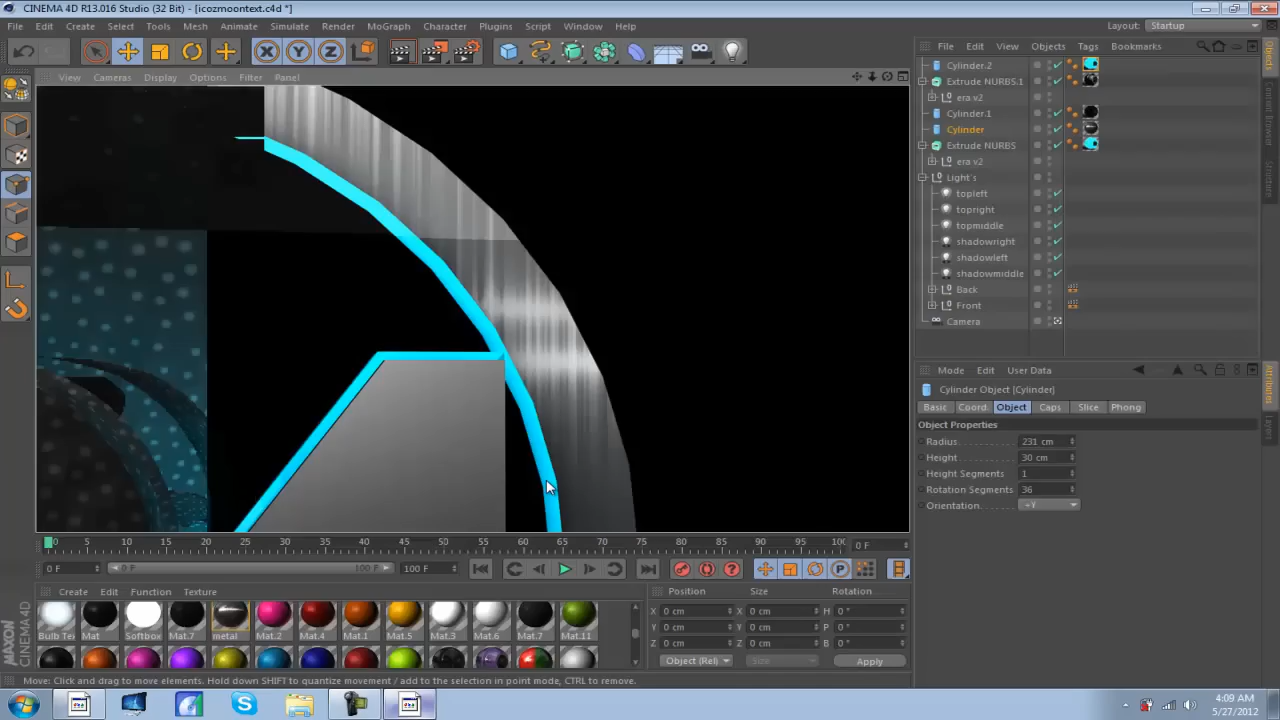 CINEMA 4D R13.016 Studio (32 Bit) - [icozmoontext.c4d *]
File Edit Create Select Tools Mesh Animate Simulate Render MoGraph Character Plugins Script Window Help Layout: Startup
X Y Z
File Edit View Objects Tags Bookmarks
View Cameras Display Options Filter Panel
Cylinder.2
Extrude NURBS.1
era v2
Cylinder.1
Cylinder
Extrude NURBS
era v2
Light's
topleft
topright
topmiddle
shadowright
shadowleft
shadowmiddle
Back
Front
Camera
Objects
Content Browser
Structure
Mode Edit User Data
Cylinder Object [Cylinder]
Basic Coord. Object Caps Slice Phong
Object Properties
Radius 231 cm
Height 30 cm
Height Segments 1
Rotation Segments 36
Orientation +Y
Attributes
Layers
0 5 10 15 20 25 30 35 40 45 50 55 60 65 70 75 80 85 90 95 100 0 F
0 F 0 F 100 F 100 F P
Create Edit Function Texture
Position Size Rotation
X 0 cm X 0 cm H 0 °
Y 0 cm Y 0 cm P 0 °
Z 0 cm Z 0 cm B 0 °
Object (Rel) Size Apply
Bulb Te Mat Softbox Mat.7 metal Mat.2 Mat.4 Mat.1 Mat.5 Mat.3 Mat.6 Mat.7 Mat.11
MAXON CINEMA4D
Move: Click and drag to move elements. Hold down SHIFT to quantize movement / add to the selection in point mode, CTRL to remove.
4:09 AM
5/27/2012